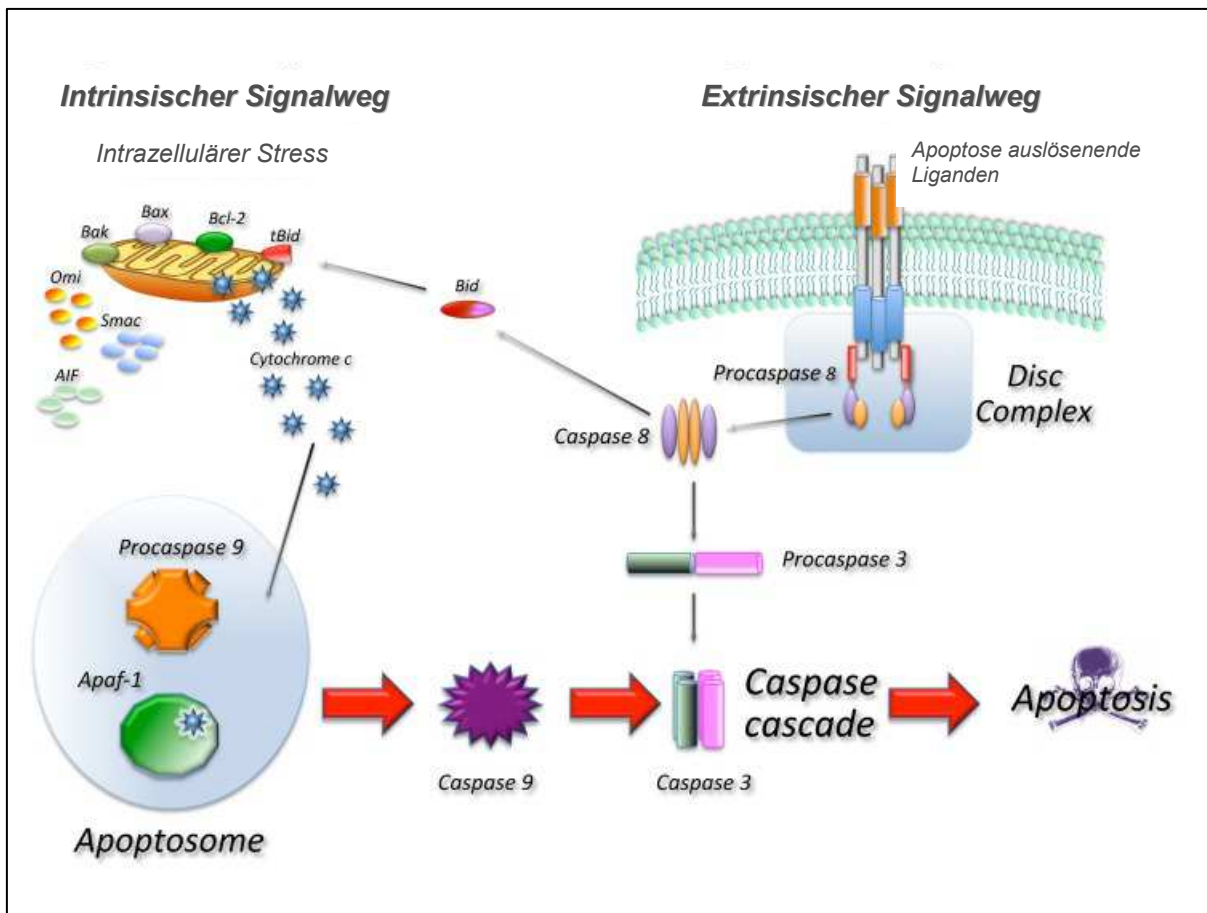 Intrinsischer Signalweg
Extrinsischer Signalweg
Intrazellulärer Stress
Apoptose auslösenende
Liganden
Bak
Bax
Bcl-2
tBid
Omi
Smac
AIF
Cytochrome c
Bid
Procaspase 8
Disc
Complex
Caspase 8
Procaspase 9
Procaspase 3
Apaf-1
Caspase
cascade
Apoptosis
Caspase 9
Caspase 3
Apoptosome